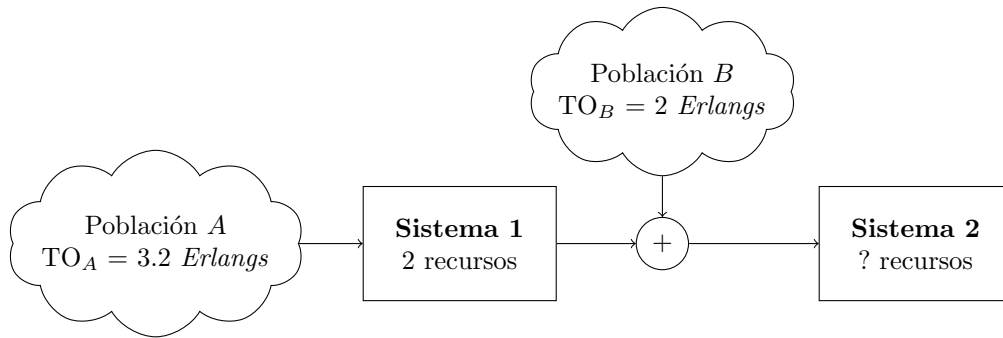 Población B
TO_B = 2 Erlangs
Población A
TO_A = 3.2 Erlangs
Sistema 1
2 recursos
+
Sistema 2
? recursos